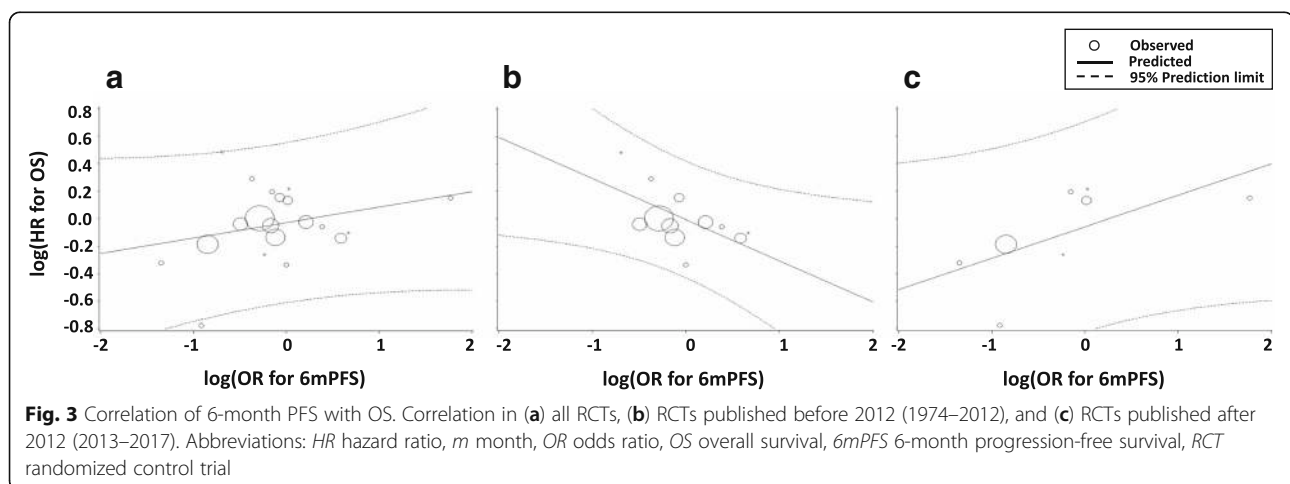 Observed
Predicted
95% Prediction limit
a
b
c
log(HR for OS)
0.8
0.6
0.4
0.2
0.0
-0.2
-0.4
-0.6
-0.8
-2 -1 0 1 2
-2 -1 0 1 2
-2 -1 0 1 2
log(OR for 6mPFS)
log(OR for 6mPFS)
log(OR for 6mPFS)
Fig. 3 Correlation of 6-month PFS with OS. Correlation in (a) all RCTs, (b) RCTs published before 2012 (1974–2012), and (c) RCTs published after
2012 (2013–2017). Abbreviations: HR hazard ratio, m month, OR odds ratio, OS overall survival, 6mPFS 6-month progression-free survival, RCT
randomized control trial